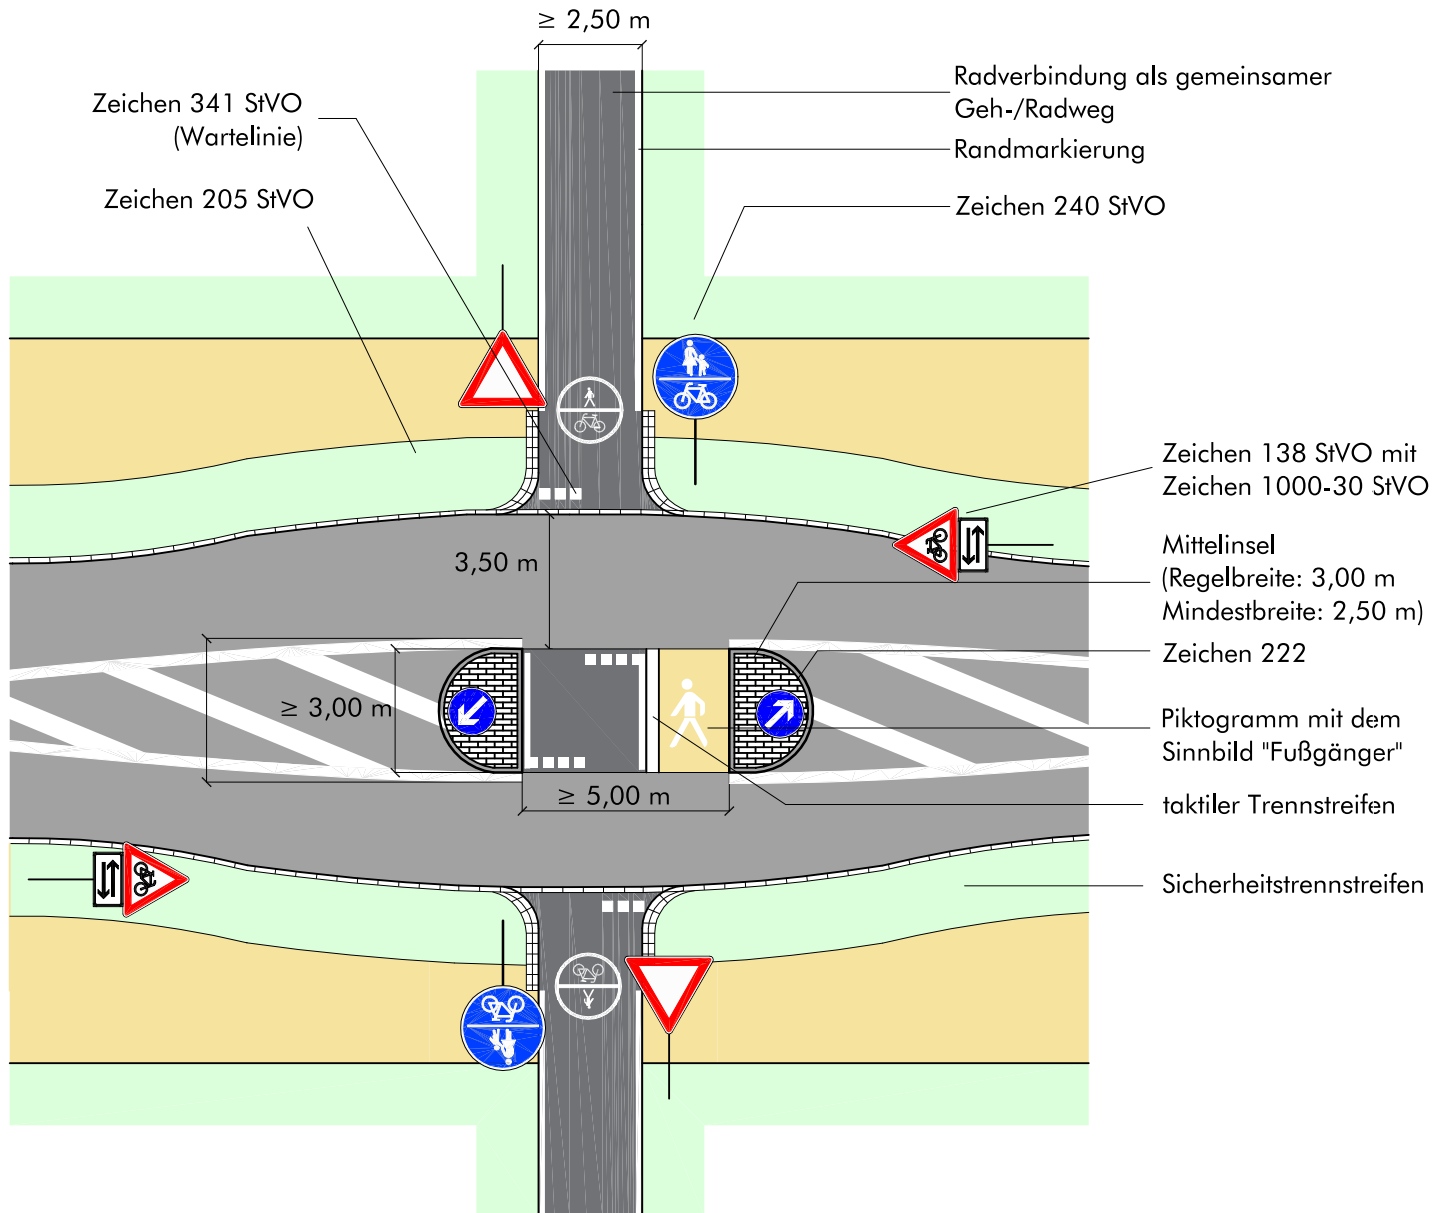 ≥ 2,50 m
Zeichen 341 StVO
(Wartelinie)
Zeichen 205 StVO
Radverbindung als gemeinsamer
Geh-/Radweg
Randmarkierung
Zeichen 240 StVO
Zeichen 138 StVO mit
Zeichen 1000-30 StVO
Mittelinsel
(Regelbreite: 3,00 m
Mindestbreite: 2,50 m)
Zeichen 222
Piktogramm mit dem
Sinnbild "Fußgänger"
taktiler Trennstreifen
Sicherheitstrennstreifen
3,50 m
≥ 3,00 m
≥ 5,00 m